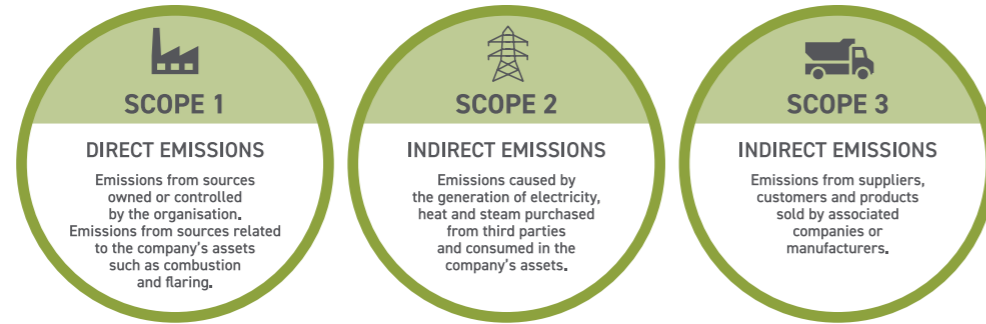 SCOPE 1
DIRECT EMISSIONS
Emissions from sources
owned or controlled
by the organisation.
Emissions from sources related
to the company's assets
such as combustion
and flaring.
SCOPE 2
INDIRECT EMISSIONS
Emissions caused by
the generation of electricity,
heat and steam purchased
from third parties
and consumed in the
company's assets.
SCOPE 3
INDIRECT EMISSIONS
Emissions from suppliers,
customers and products
sold by associated
companies or
manufacturers.